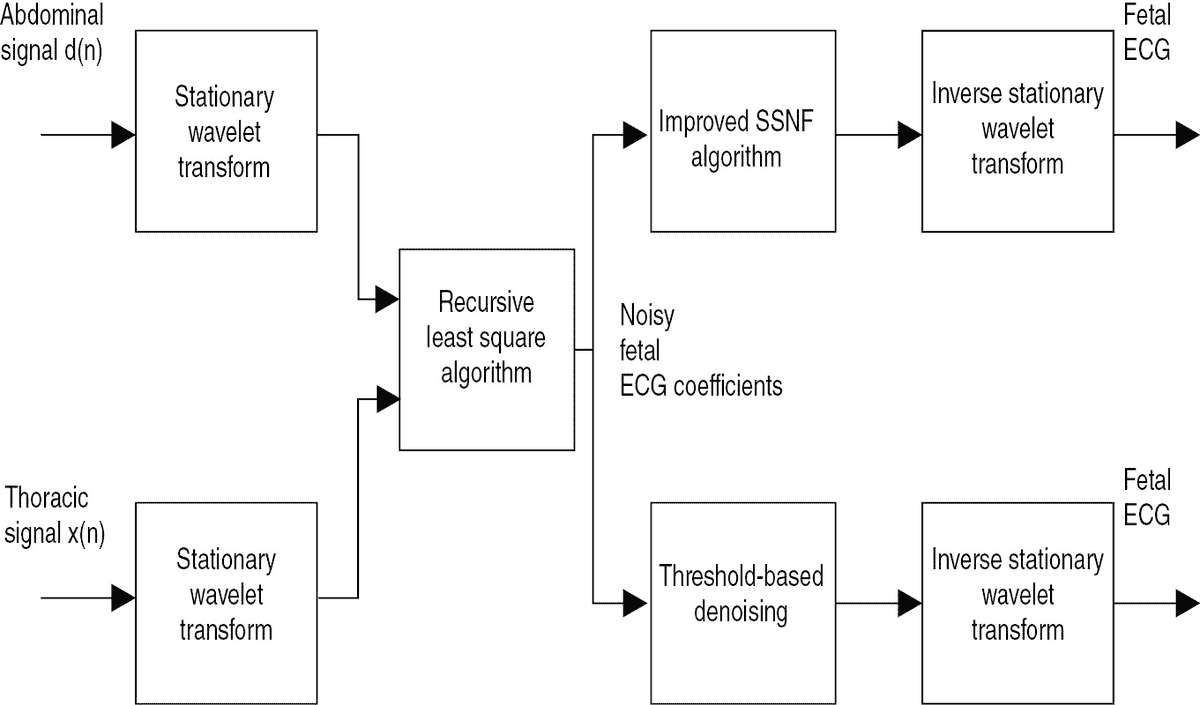 Abdominal
signal d(n)
Stationary
wavelet
transform
Thoracic
signal x(n)
Stationary
wavelet
transform
Recursive
least square
algorithm
Noisy
fetal
ECG coefficients
Improved SSNF
algorithm
Inverse stationary
wavelet
transform
Fetal
ECG
Threshold-based
denoising
Inverse stationary
wavelet
transform
Fetal
ECG